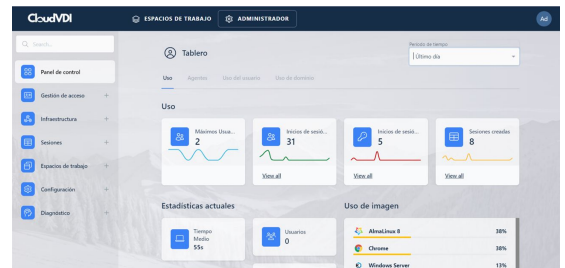 CloudVDI
ESPACIOS DE TRABAJO
ADMINISTRADOR
Ad
Search...
Panel de control
Gestión de acceso +
Infraestructura +
Sesiones +
Espacios de trabajo +
Configuración +
Diagnóstico +
Tablero
Periodo de tiempo
Último día
Uso Agentes Uso del usuario Uso de dominio
Uso
Máximos Usua...
2
Inicios de sesió...
31
View all
Inicios de sesió...
5
View all
Sesiones creadas
8
View all
Estadísticas actuales
Tiempo
Medio
55s
Usuarios
0
Uso de imagen
AlmaLinux 8 38%
Chrome 38%
Windows Server 13%